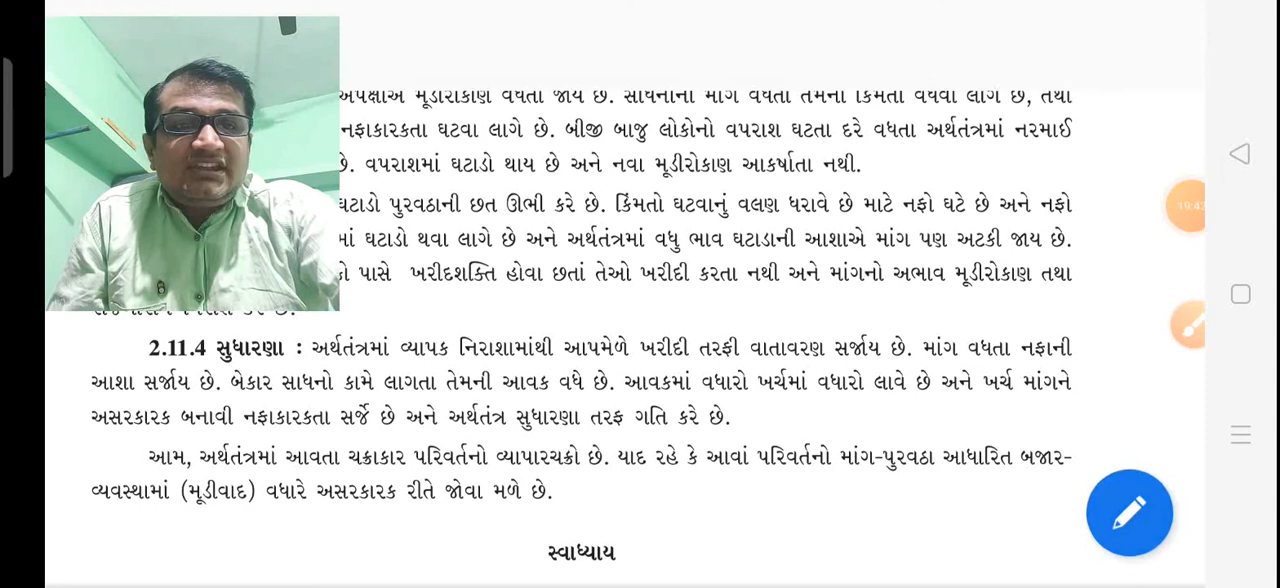 અપેક્ષાએ મૂડીરોકાણ વધતા જાય છે. સાધનોની માંગ વધતા તેમની કિંમતો વધવા લાગે છે, તથા
નફાકારકતા ઘટવા લાગે છે. બીજી બાજુ લોકોનો વપરાશ ઘટતા દરે વધતા અર્થતંત્રમાં નરમાઈ
છે. વપરાશમાં ઘટાડો થાય છે અને નવા મૂડીરોકાણ આકર્ષાતા નથી.
ઘટાડો પુરવઠાની છત ઊભી કરે છે. કિંમતો ઘટવાનું વલણ ધરાવે છે માટે નફો ઘટે છે અને નફો
માં ઘટાડો થવા લાગે છે અને અર્થતંત્રમાં વધુ ભાવ ઘટાડાની આશાએ માંગ પણ અટકી જાય છે.
પાસે ખરીદશક્તિ હોવા છતાં તેઓ ખરીદી કરતા નથી અને માંગનો અભાવ મૂડીરોકાણ તથા
2.11.4 સુધારણા : અર્થતંત્રમાં વ્યાપક નિરાશામાંથી આપમેળે ખરીદી તરફી વાતાવરણ સર્જાય છે. માંગ વધતા નફાની
આશા સર્જાય છે. બેકાર સાધનો કામે લાગતા તેમની આવક વધે છે. આવકમાં વધારો ખર્ચમાં વધારો લાવે છે અને ખર્ચ માંગને
અસરકારક બનાવી નફાકારકતા સર્જે છે અને અર્થતંત્ર સુધારણા તરફ ગતિ કરે છે.
આમ, અર્થતંત્રમાં આવતા ચક્રાકાર પરિવર્તનો વ્યાપારચક્રો છે. યાદ રહે કે આવાં પરિવર્તનો માંગ-પુરવઠા આધારિત બજાર-
વ્યવસ્થામાં (મૂડીવાદ) વધારે અસરકારક રીતે જોવા મળે છે.
સ્વાધ્યાય